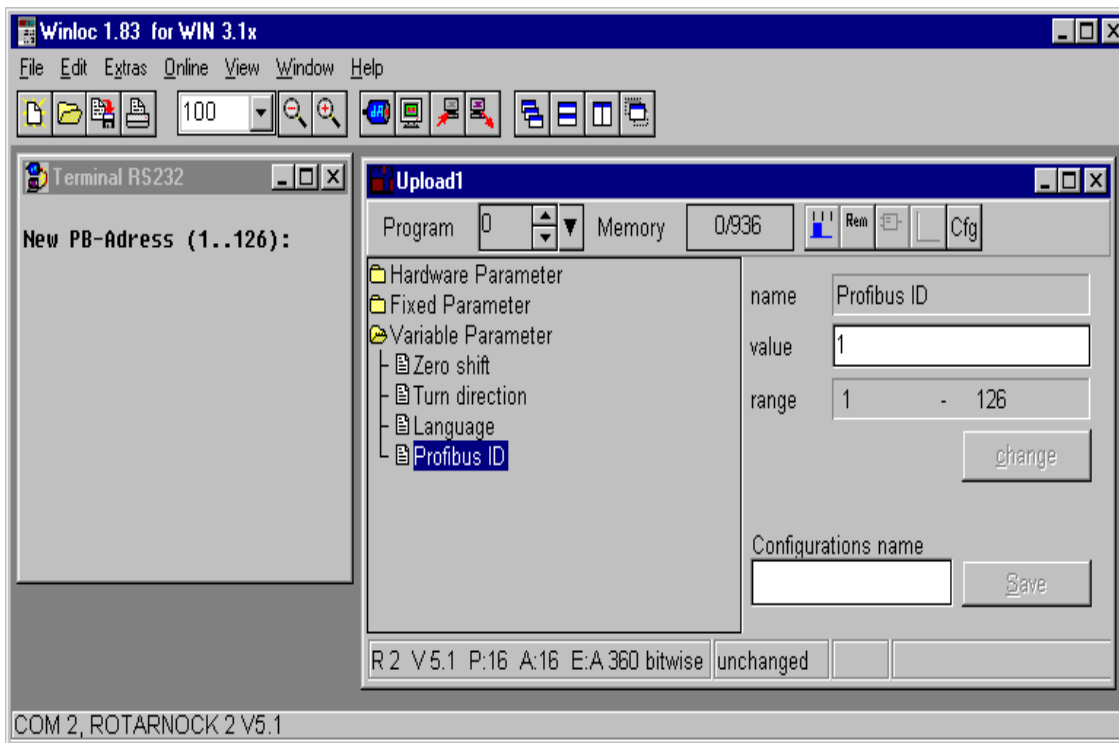 Winloc 1.83 for WIN 3.1x
File Edit Extras Online View Window Help
100
Terminal RS232
New PB-Adress (1..126):
Upload1
Program 0 Memory 0/936 Rem Cfg
Hardware Parameter
Fixed Parameter
Variable Parameter
Zero shift
Turn direction
Language
Profibus ID
name Profibus ID
value 1
range 1 - 126
change
Configurations name
Save
R 2 V 5.1 P:16 A:16 E:A 360 bitwise unchanged
COM 2, ROTARNOCK 2 V5.1